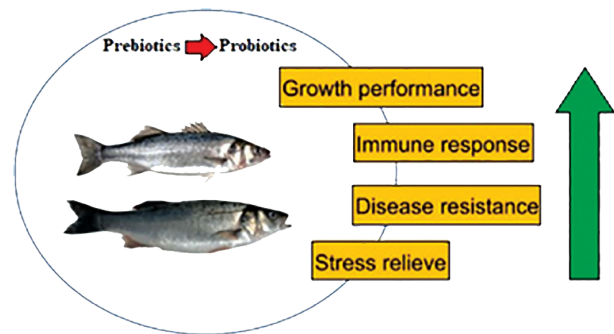 Prebiotics Probiotics
Growth performance
Immune response
Disease resistance
Stress relieve